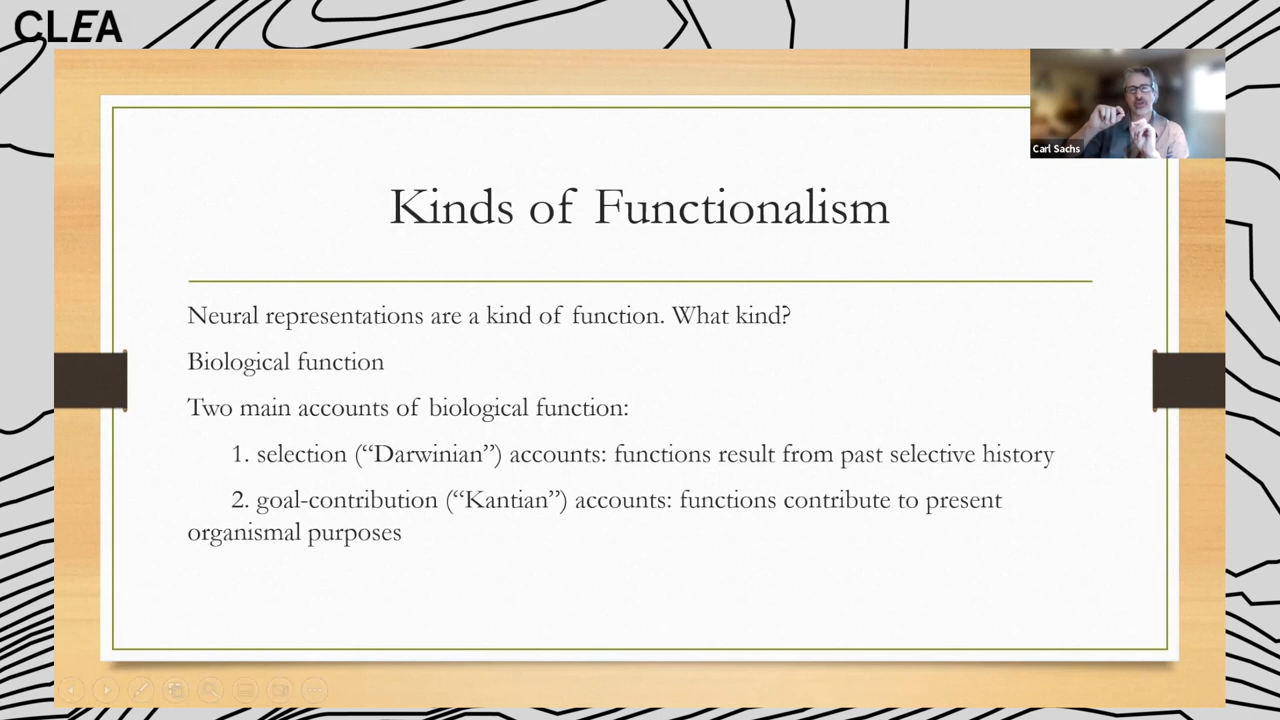 CLEA
Carl Sachs
Kinds of Functionalism
Neural representations are a kind of function. What kind?
Biological function
Two main accounts of biological function:
1. selection (“Darwinian”) accounts: functions result from past selective history
2. goal-contribution (“Kantian”) accounts: functions contribute to present
organismal purposes